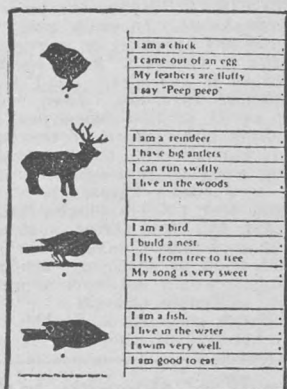 I am a chick
I came out of an egg
My feathers are fluffy
I say "Peep peep"
I am a reindeer
I have big antlers
I can run swiftly
I live in the woods
I am a bird
I build a nest.
I fly from tree to tree
My song is very sweet
I am a fish.
I live in the water
I swim very well.
I am good to eat